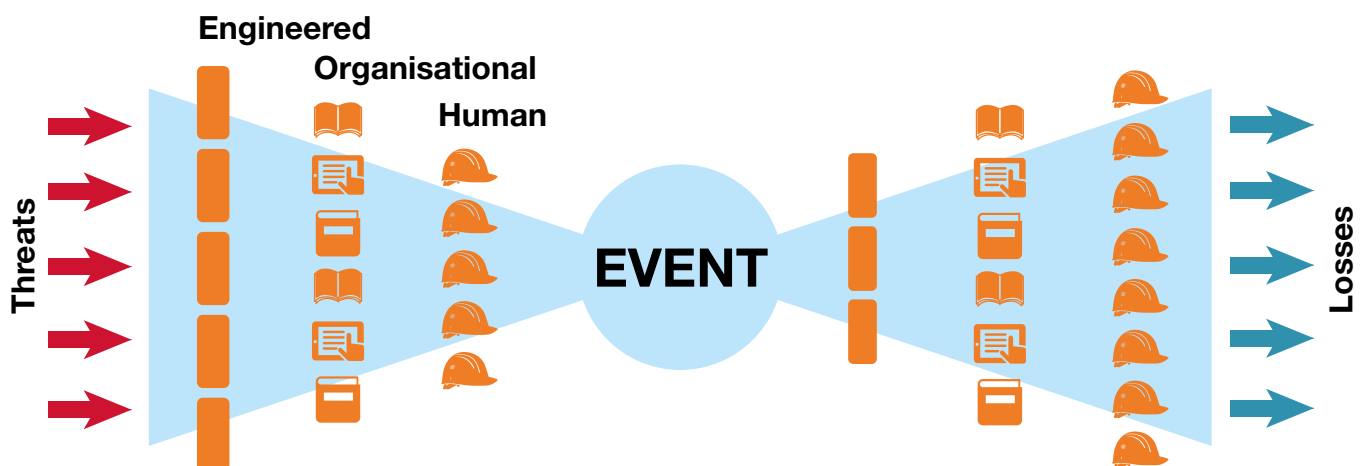 Engineered
Organisational
Human
Threats
EVENT
Losses